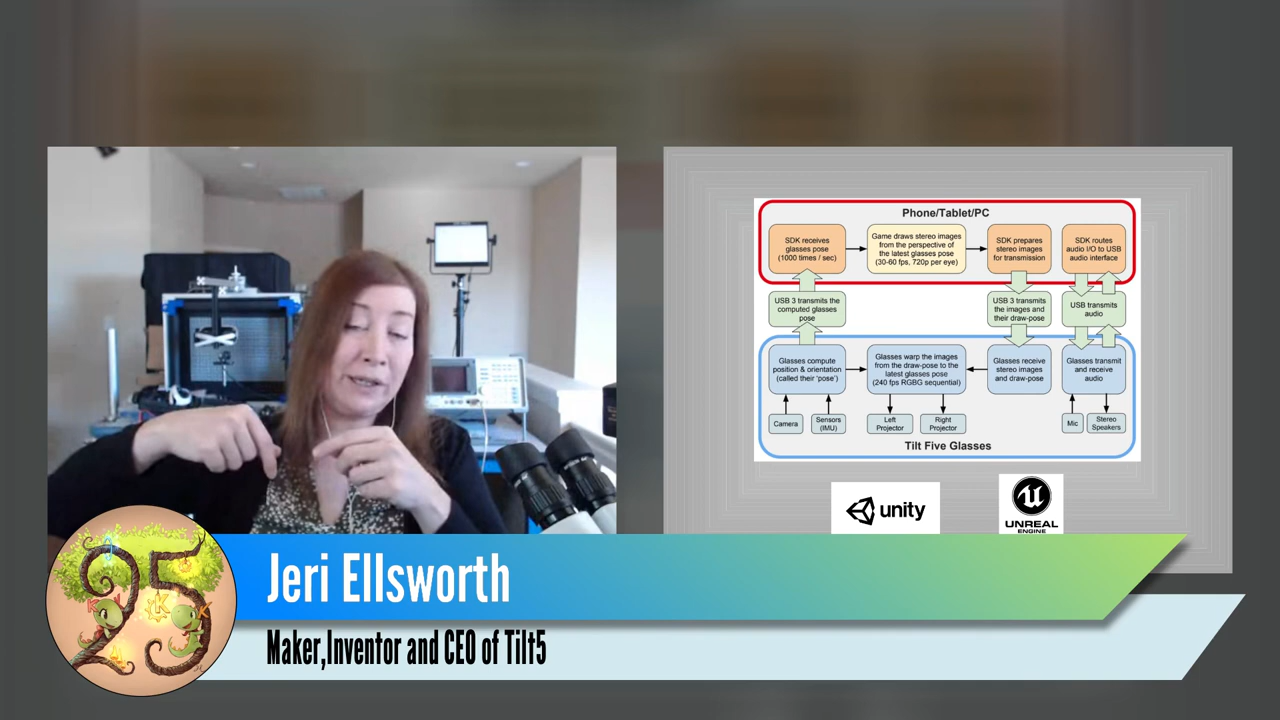 Phone/Tablet/PC
SDK receives
glasses pose
(1000 times / sec)
Game draws stereo images
from the perspective of
the latest glasses pose
(30-60 fps, 720p per eye)
SDK prepares
stereo images
for transmission
SDK routes
audio I/O to USB
audio interface
USB 3 transmits the
computed glasses
pose
USB 3 transmits
the images and
their draw-pose
USB transmits
audio
Glasses compute
position & orientation
(called their 'pose')
Glasses warp the images
from the draw-pose to the
latest glasses pose
(240 fps RGBG sequential)
Glasses receive
stereo images
and draw-pose
Glasses transmit
and receive
audio
Camera
Sensors
(IMU)
Left
Projector
Right
Projector
Mic
Stereo
Speakers
Tilt Five Glasses
unity
UNREAL
ENGINE
25
K
K
K
Jeri Ellsworth
Maker,Inventor and CEO of Tilt5